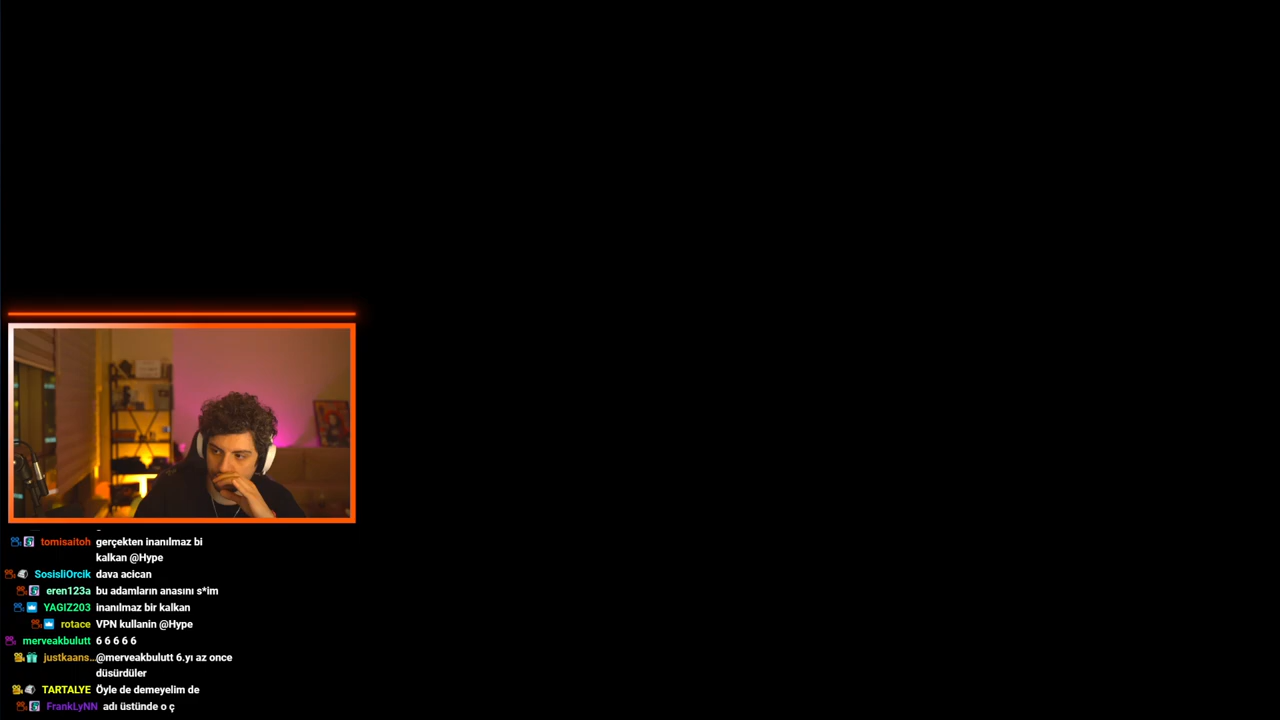 tomisaitoh gerçekten inanılmaz bi
kalkan @Hype
SosisliOrcik dava acican
eren123a bu adamların anasını s*im
YAGIZ203 inanılmaz bir kalkan
rotace VPN kullanin @Hype
merveakbulutt 6 6 6 6 6
justkaans... @merveakbulutt 6.yı az once
düsürdüler
TARTALYE Öyle de demeyelim de
FrankLyNN adı üstünde o ç